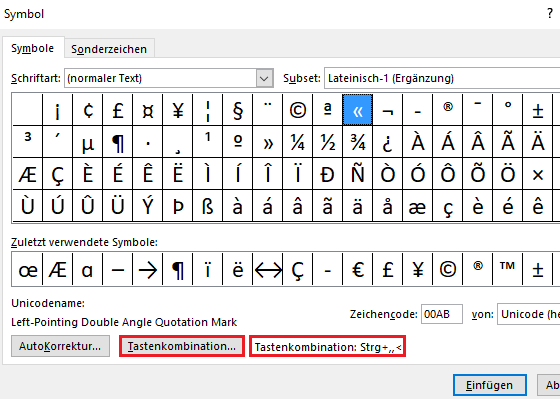 Symbol ?
Symbole Sonderzeichen
Schriftart: (normaler Text) Subset: Lateinisch-1 (Ergänzung)
¡ ¢ £ ¤ ¥ ¦ § ¨ © ª « ¬ - ® ¯ ° ±
³ ´ µ ¶ · ¸ ¹ º » ¼ ½ ¾ ¿ À Á Â Ã Ä
Æ Ç È É Ê Ë Ì Í Î Ï Ð Ñ Ò Ó Ô Õ Ö ×
Ù Ú Û Ü Ý Þ ß à á â ã ä å æ ç è é ê
Zuletzt verwendete Symbole:
œ Æ ɑ – → ¶ ï ë ↔ Ç - € £ ¥ © ® ™ ±
Unicodename:
Left-Pointing Double Angle Quotation Mark
Zeichencode: 00AB von: Unicode (he
AutoKorrektur... Tastenkombination... Tastenkombination: Strg+,,<
Einfügen Ab